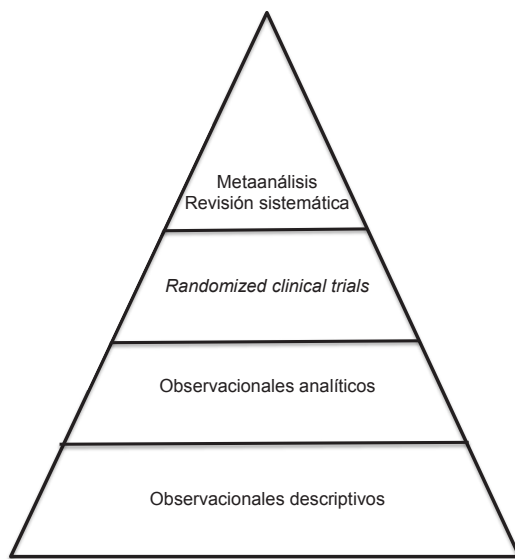 Metaanálisis
Revisión sistemática
Randomized clinical trials
Observacionales analíticos
Observacionales descriptivos